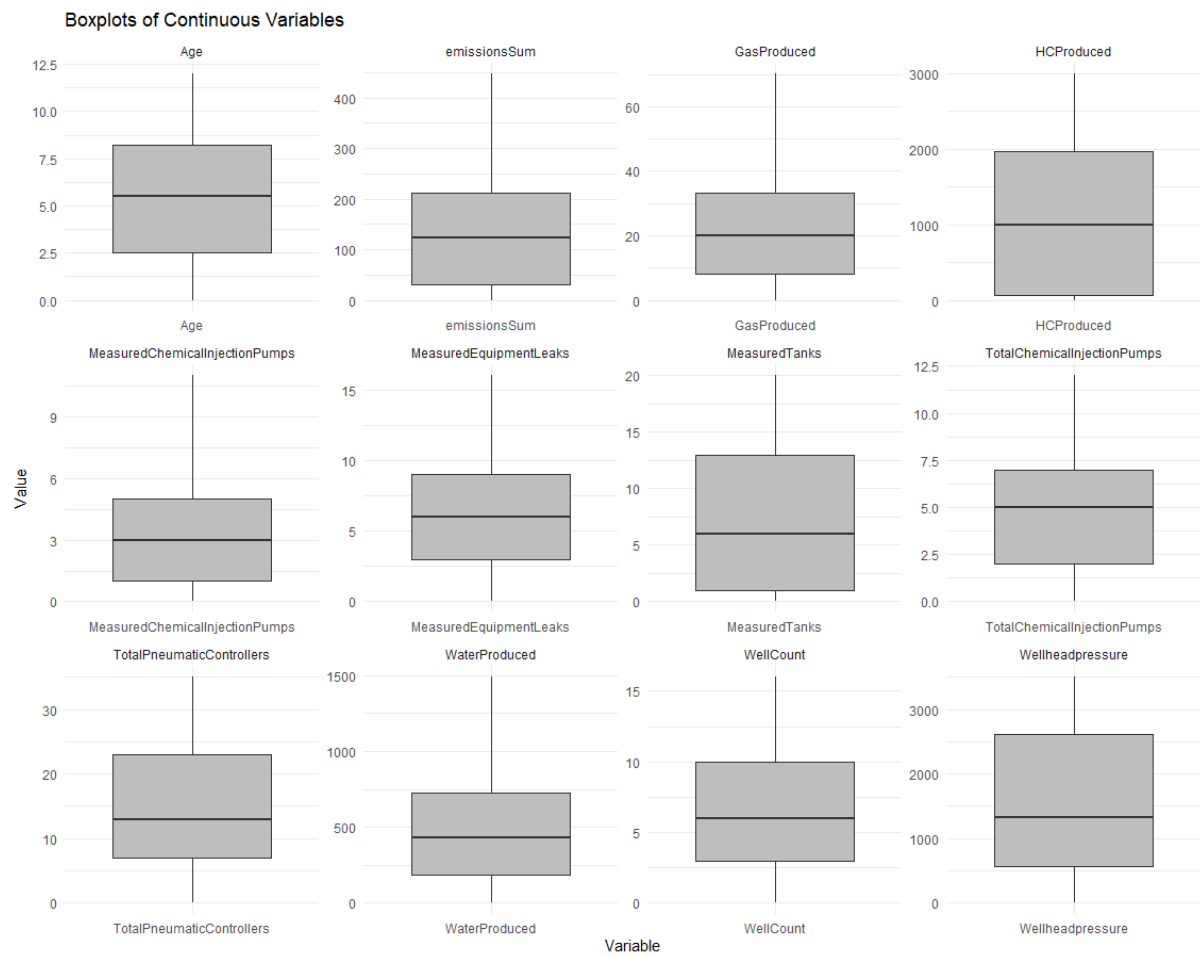 Boxplots of Continuous Variables
Age
emissionsSum
GasProduced
HCProduced
12.5
10.0
7.5
5.0
2.5
0.0
400
300
200
100
0
60
40
20
0
3000
2000
1000
0
Age
emissionsSum
GasProduced
HCProduced
MeasuredChemicalInjectionPumps
MeasuredEquipmentLeaks
MeasuredTanks
TotalChemicalInjectionPumps
9
6
3
0
15
10
5
0
20
15
10
5
0
12.5
10.0
7.5
5.0
2.5
0.0
Value
MeasuredChemicalInjectionPumps
MeasuredEquipmentLeaks
MeasuredTanks
TotalChemicalInjectionPumps
TotalPneumaticControllers
WaterProduced
WellCount
Wellheadpressure
30
20
10
0
1500
1000
500
0
15
10
5
0
3000
2000
1000
0
TotalPneumaticControllers
WaterProduced
WellCount
Wellheadpressure
Variable